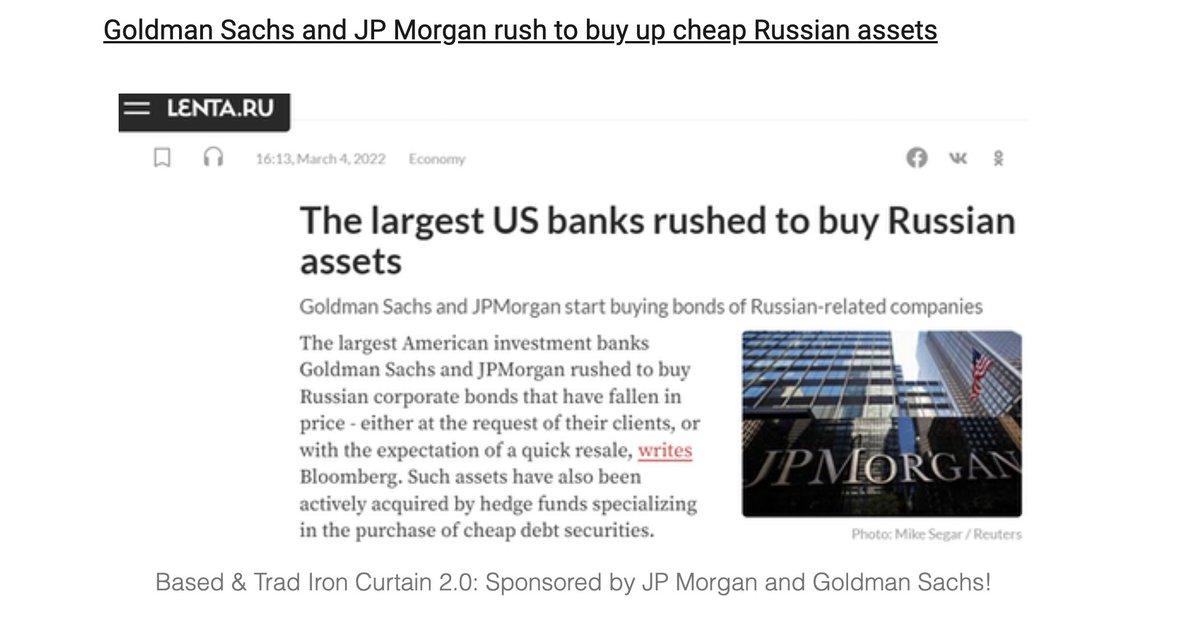 Goldman Sachs and JP Morgan rush to buy up cheap Russian assets
LENTA.RU
16:13, March 4, 2022 Economy
The largest US banks rushed to buy Russian
assets
Goldman Sachs and JPMorgan start buying bonds of Russian-related companies
The largest American investment banks
Goldman Sachs and JPMorgan rushed to buy
Russian corporate bonds that have fallen in
price - either at the request of their clients, or
with the expectation of a quick resale, writes
Bloomberg. Such assets have also been
actively acquired by hedge funds specializing
in the purchase of cheap debt securities.
JPMORGAN
Photo: Mike Segar / Reuters
Based & Trad Iron Curtain 2.0: Sponsored by JP Morgan and Goldman Sachs!